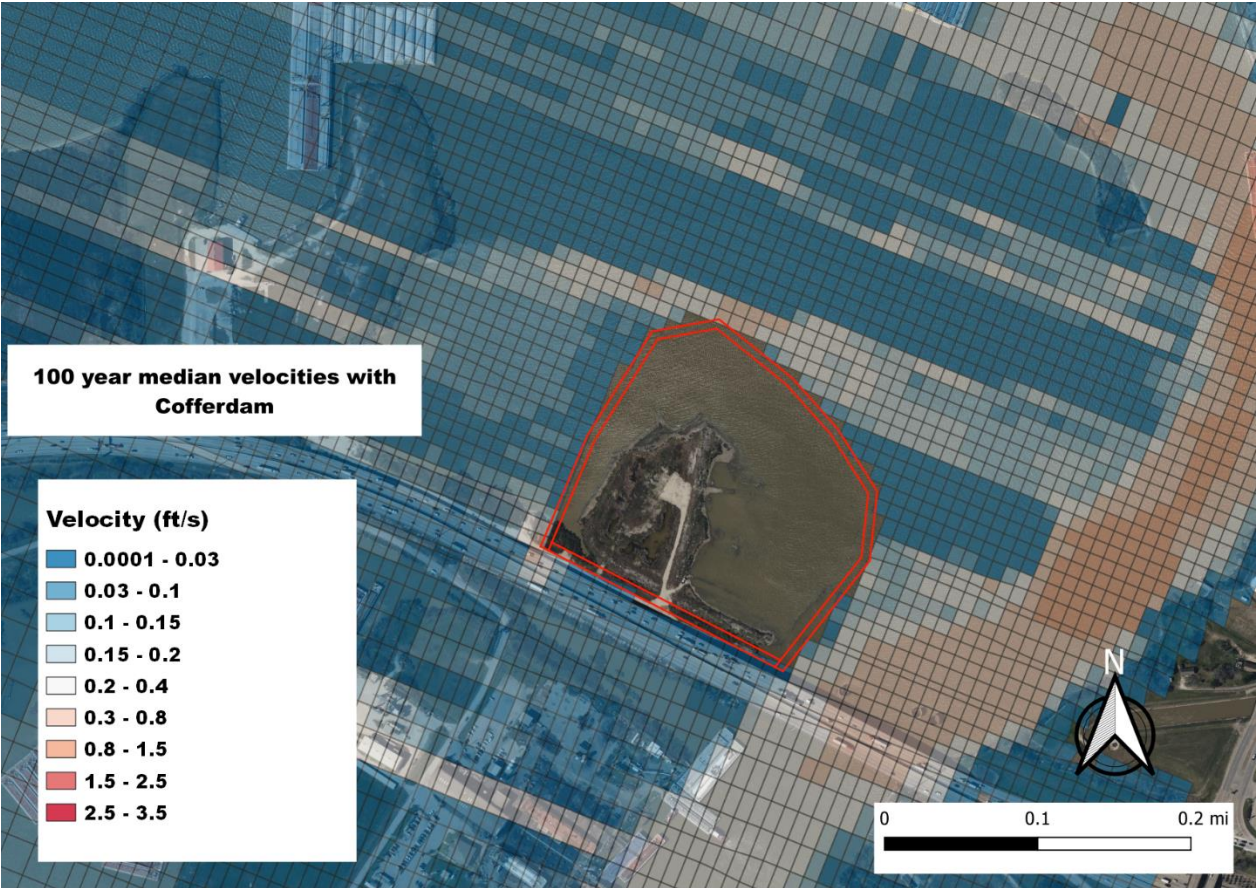 100 year median velocities with
Cofferdam
Velocity (ft/s)
0.0001 - 0.03
0.03 - 0.1
0.1 - 0.15
0.15 - 0.2
0.2 - 0.4
0.3 - 0.8
0.8 - 1.5
1.5 - 2.5
2.5 - 3.5
N
0 0.1 0.2 mi